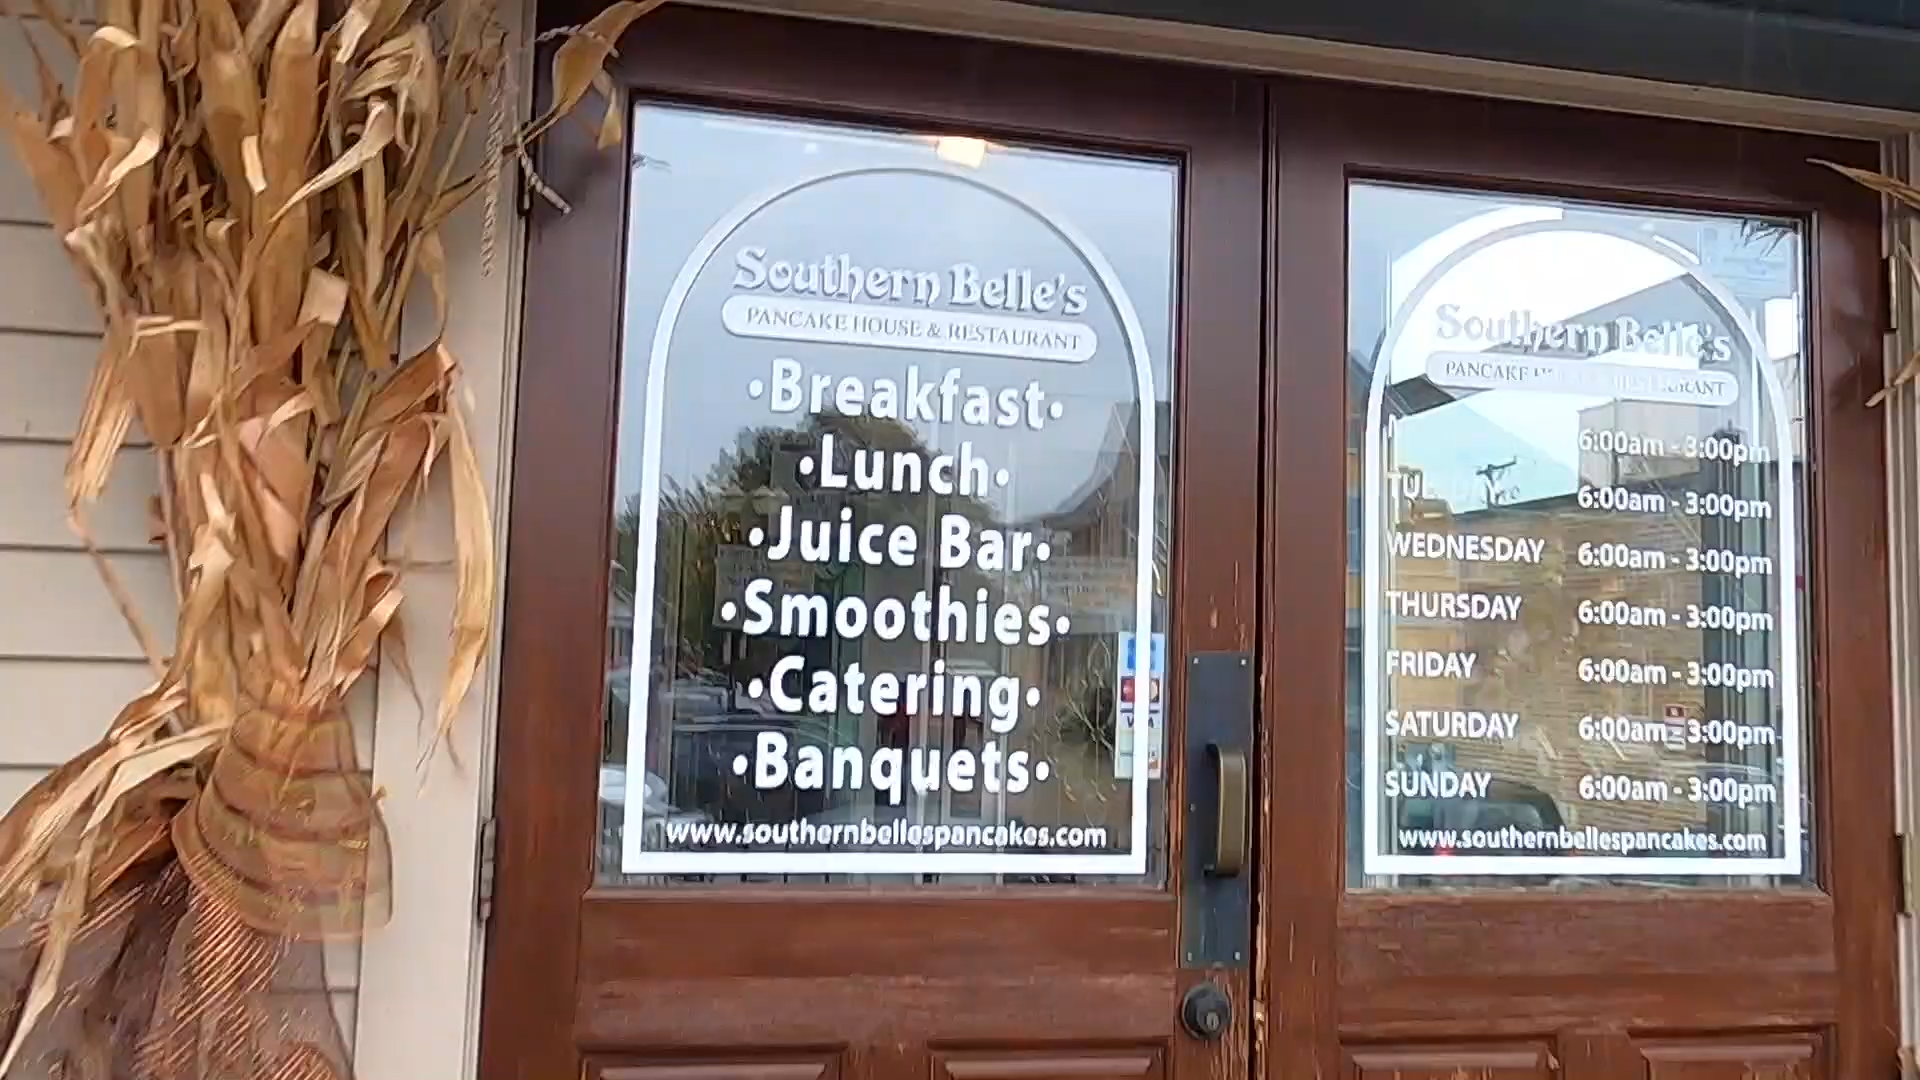 Southern Belle's
PANCAKE HOUSE & RESTAURANT
•Breakfast•
•Lunch•
•Juice Bar•
•Smoothies•
•Catering•
•Banquets•
www.southernbellespancakes.com
Southern Belle's
PANCAKE
6:00am - 3:00pm
6:00am - 3:00pm
WEDNESDAY 6:00am - 3:00pm
THURSDAY 6:00am - 3:00pm
FRIDAY 6:00am - 3:00pm
SATURDAY 6:00am - 3:00pm
SUNDAY 6:00am - 3:00pm
www.southernbellespancakes.com